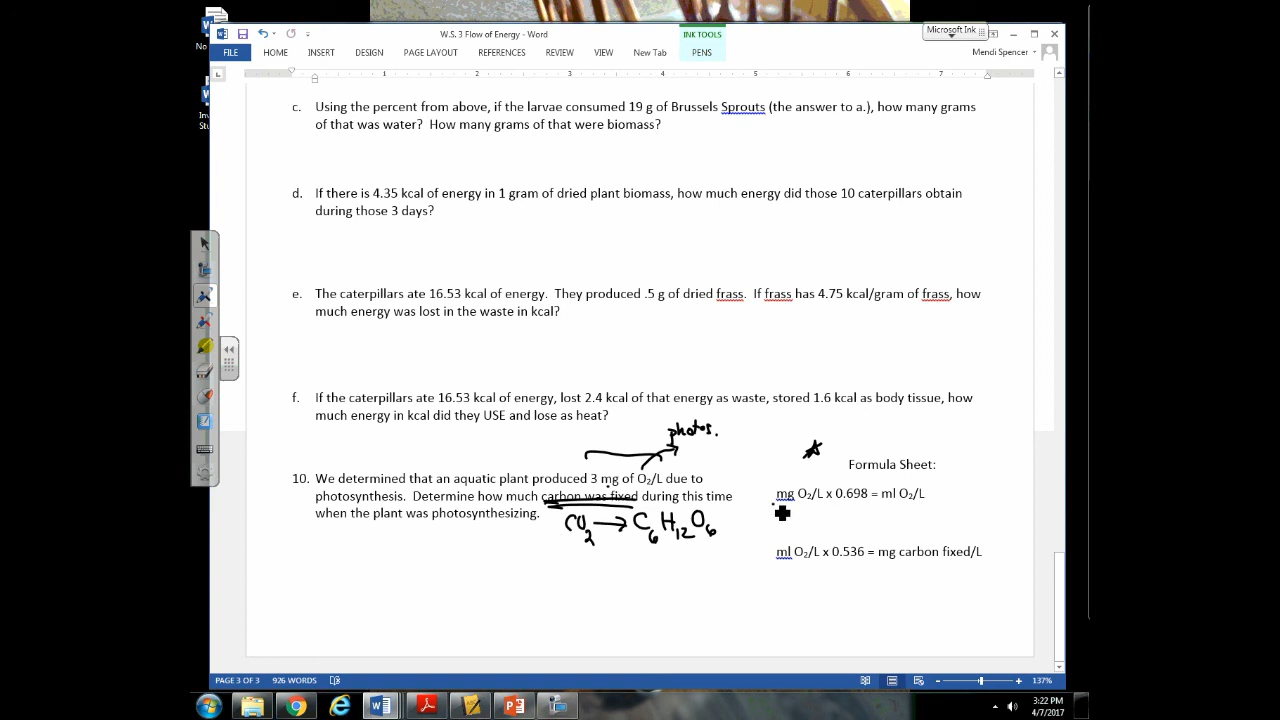 No
W.S. 3 Flow of Energy - Word
INK TOOLS
Microsoft Ink
FILE HOME INSERT DESIGN PAGE LAYOUT REFERENCES REVIEW VIEW New Tab PENS Mendi Spencer
1 2 3 4 5 6 7
Inv
Stu
c. Using the percent from above, if the larvae consumed 19 g of Brussels Sprouts (the answer to a.), how many grams
of that was water? How many grams of that were biomass?
d. If there is 4.35 kcal of energy in 1 gram of dried plant biomass, how much energy did those 10 caterpillars obtain
during those 3 days?
e. The caterpillars ate 16.53 kcal of energy. They produced .5 g of dried frass. If frass has 4.75 kcal/gram of frass, how
much energy was lost in the waste in kcal?
f. If the caterpillars ate 16.53 kcal of energy, lost 2.4 kcal of that energy as waste, stored 1.6 kcal as body tissue, how
much energy in kcal did they USE and lose as heat?
photos.
10. We determined that an aquatic plant produced 3 mg of O₂/L due to
photosynthesis. Determine how much carbon was fixed during this time
when the plant was photosynthesizing.
CO₂ → C₆H₁₂O₆
Formula Sheet:
mg O₂/L x 0.698 = ml O₂/L
ml O₂/L x 0.536 = mg carbon fixed/L
PAGE 3 OF 3 926 WORDS 137%
3:22 PM
4/7/2017